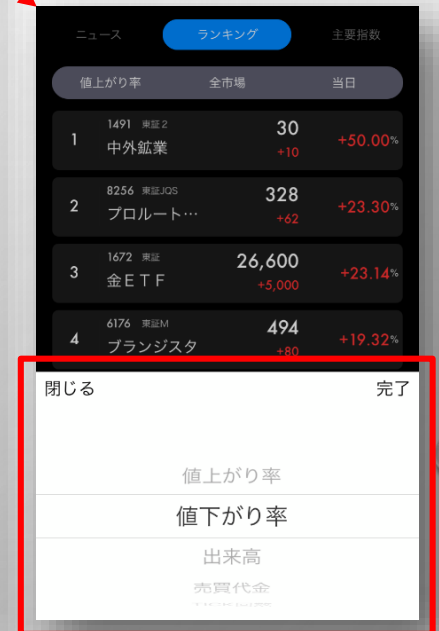 ニュース ランキング 主要指数
値上がり率 全市場 当日
1 1491 東証2 30 +50.00%
中外鉱業 +10
2 8256 東証JQS 328 +23.30%
プロルート… +62
3 1672 東証 26,600 +23.14%
金ETF +5,000
4 6176 東証M 494 +19.32%
ブランジスタ +80
閉じる 完了
値上がり率
値下がり率
出来高
売買代金